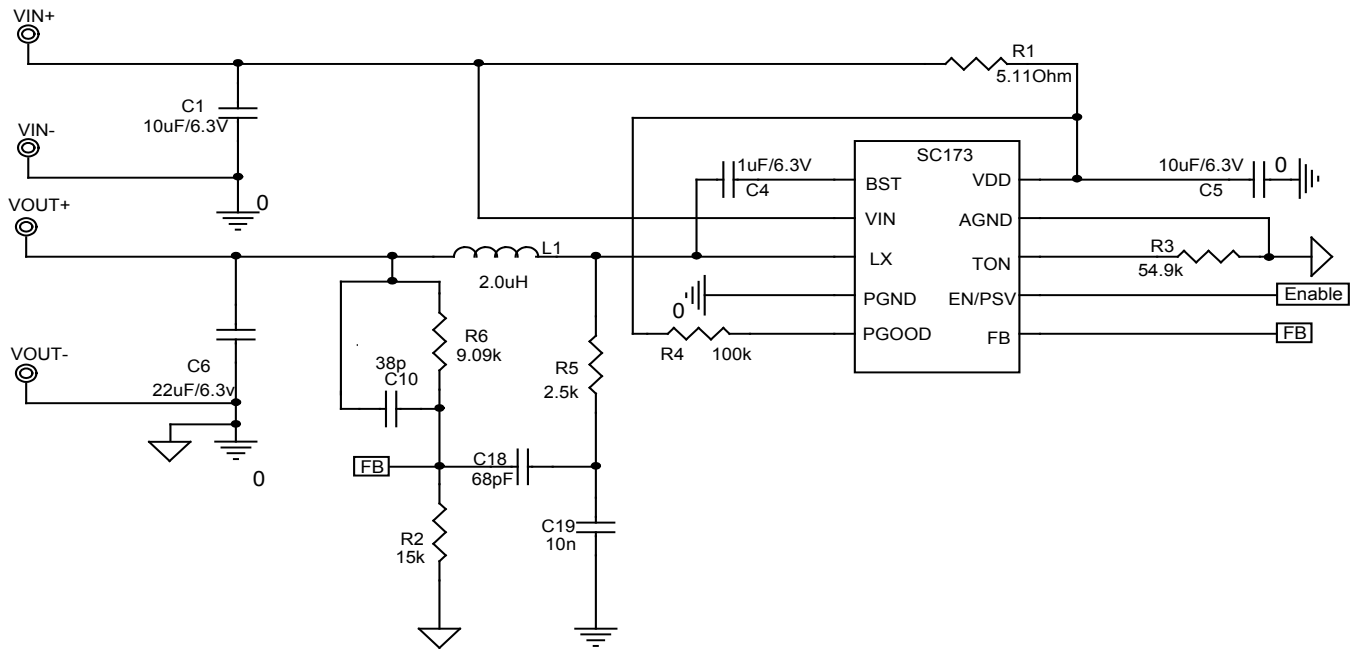 VIN+
R1
5.11Ohm
C1
10uF/6.3V
VIN-
SC173
1uF/6.3V
C4
BST
VDD
10uF/6.3V
C5
0
VOUT+
0
VIN
AGND
L1
2.0uH
LX
TON
R3
54.9k
PGND
EN/PSV
Enable
0
R4
100k
PGOOD
FB
FB
VOUT-
C6
22uF/6.3v
R6
9.09k
38p
C10
R5
2.5k
0
FB
C18
68pF
R2
15k
C19
10n